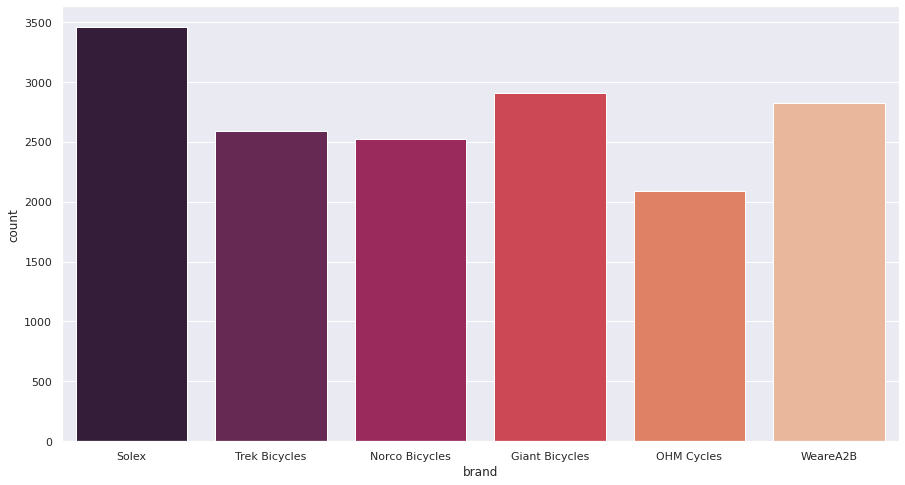 3500
3000
2500
2000
1500
1000
500
0
count
Solex Trek Bicycles Norco Bicycles Giant Bicycles OHM Cycles WeareA2B
brand